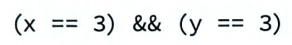 (x == 3) && (y == 3)